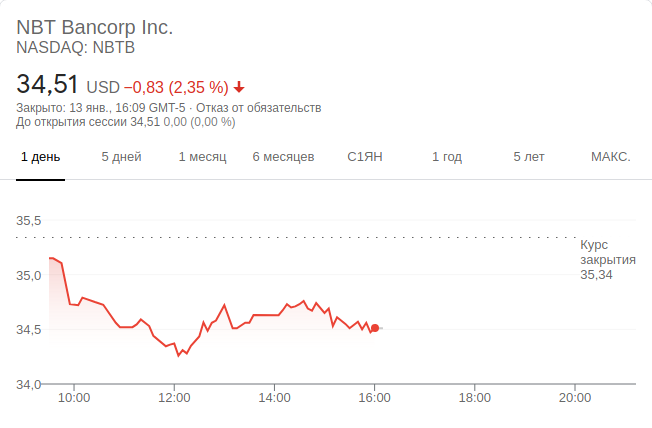 NBT Bancorp Inc.
NASDAQ: NBTB
34,51 USD −0,83 (2,35 %)
Закрыто: 13 янв., 16:09 GMT-5 · Отказ от обязательств
До открытия сессии 34,51 0,00 (0,00 %)
1 день 5 дней 1 месяц 6 месяцев С1ЯН 1 год 5 лет МАКС.
35,5
Курс
закрытия
35,34
35,0
34,5
34,0
10:00 12:00 14:00 16:00 18:00 20:00